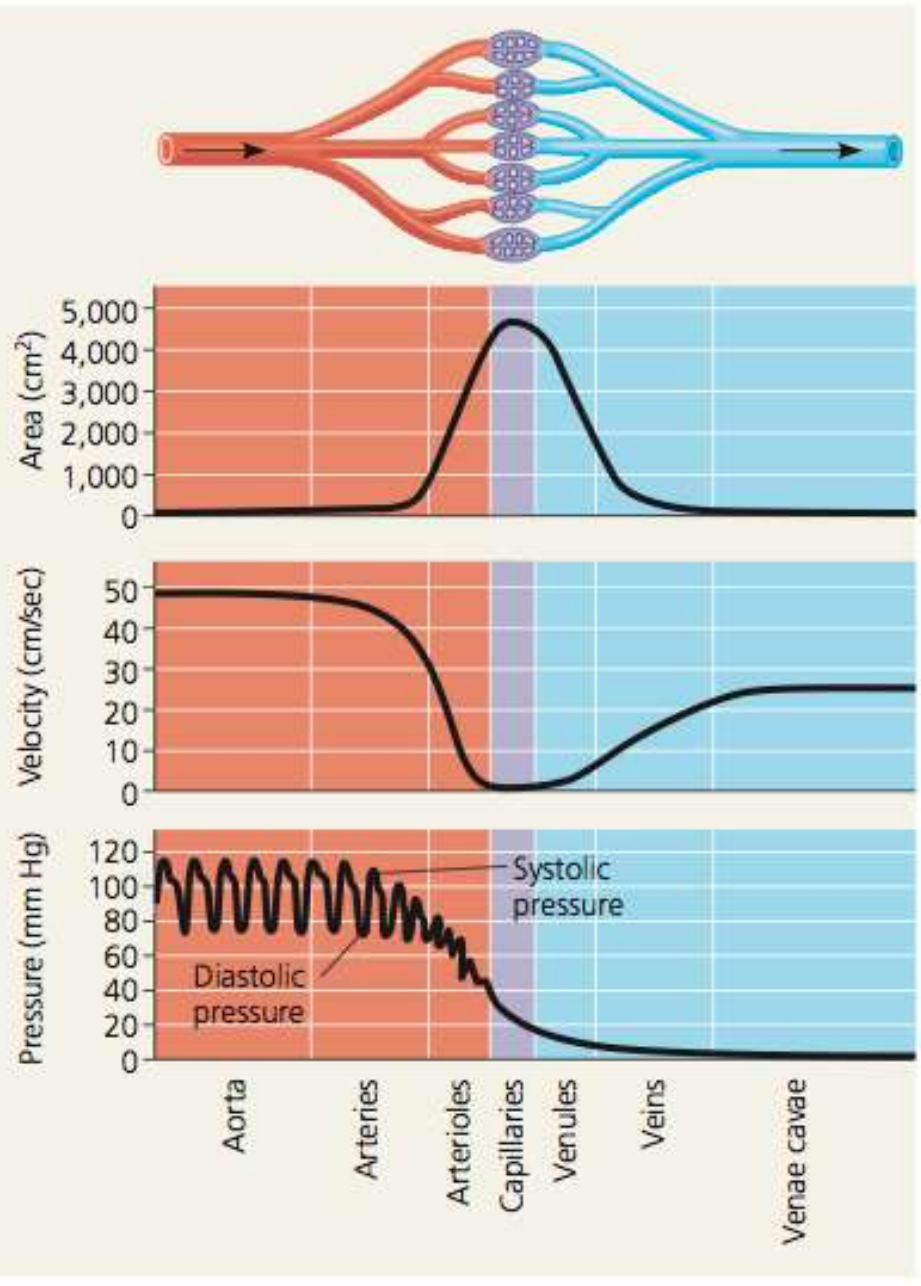 Area (cm²)
5,000
4,000
3,000
2,000
1,000
0
Velocity (cm/sec)
50
40
30
20
10
0
Pressure (mm Hg)
120
100
80
60
40
20
0
Systolic
pressure
Diastolic
pressure
Aorta
Arteries
Arterioles
Capillaries
Venules
Veins
Venae cavae